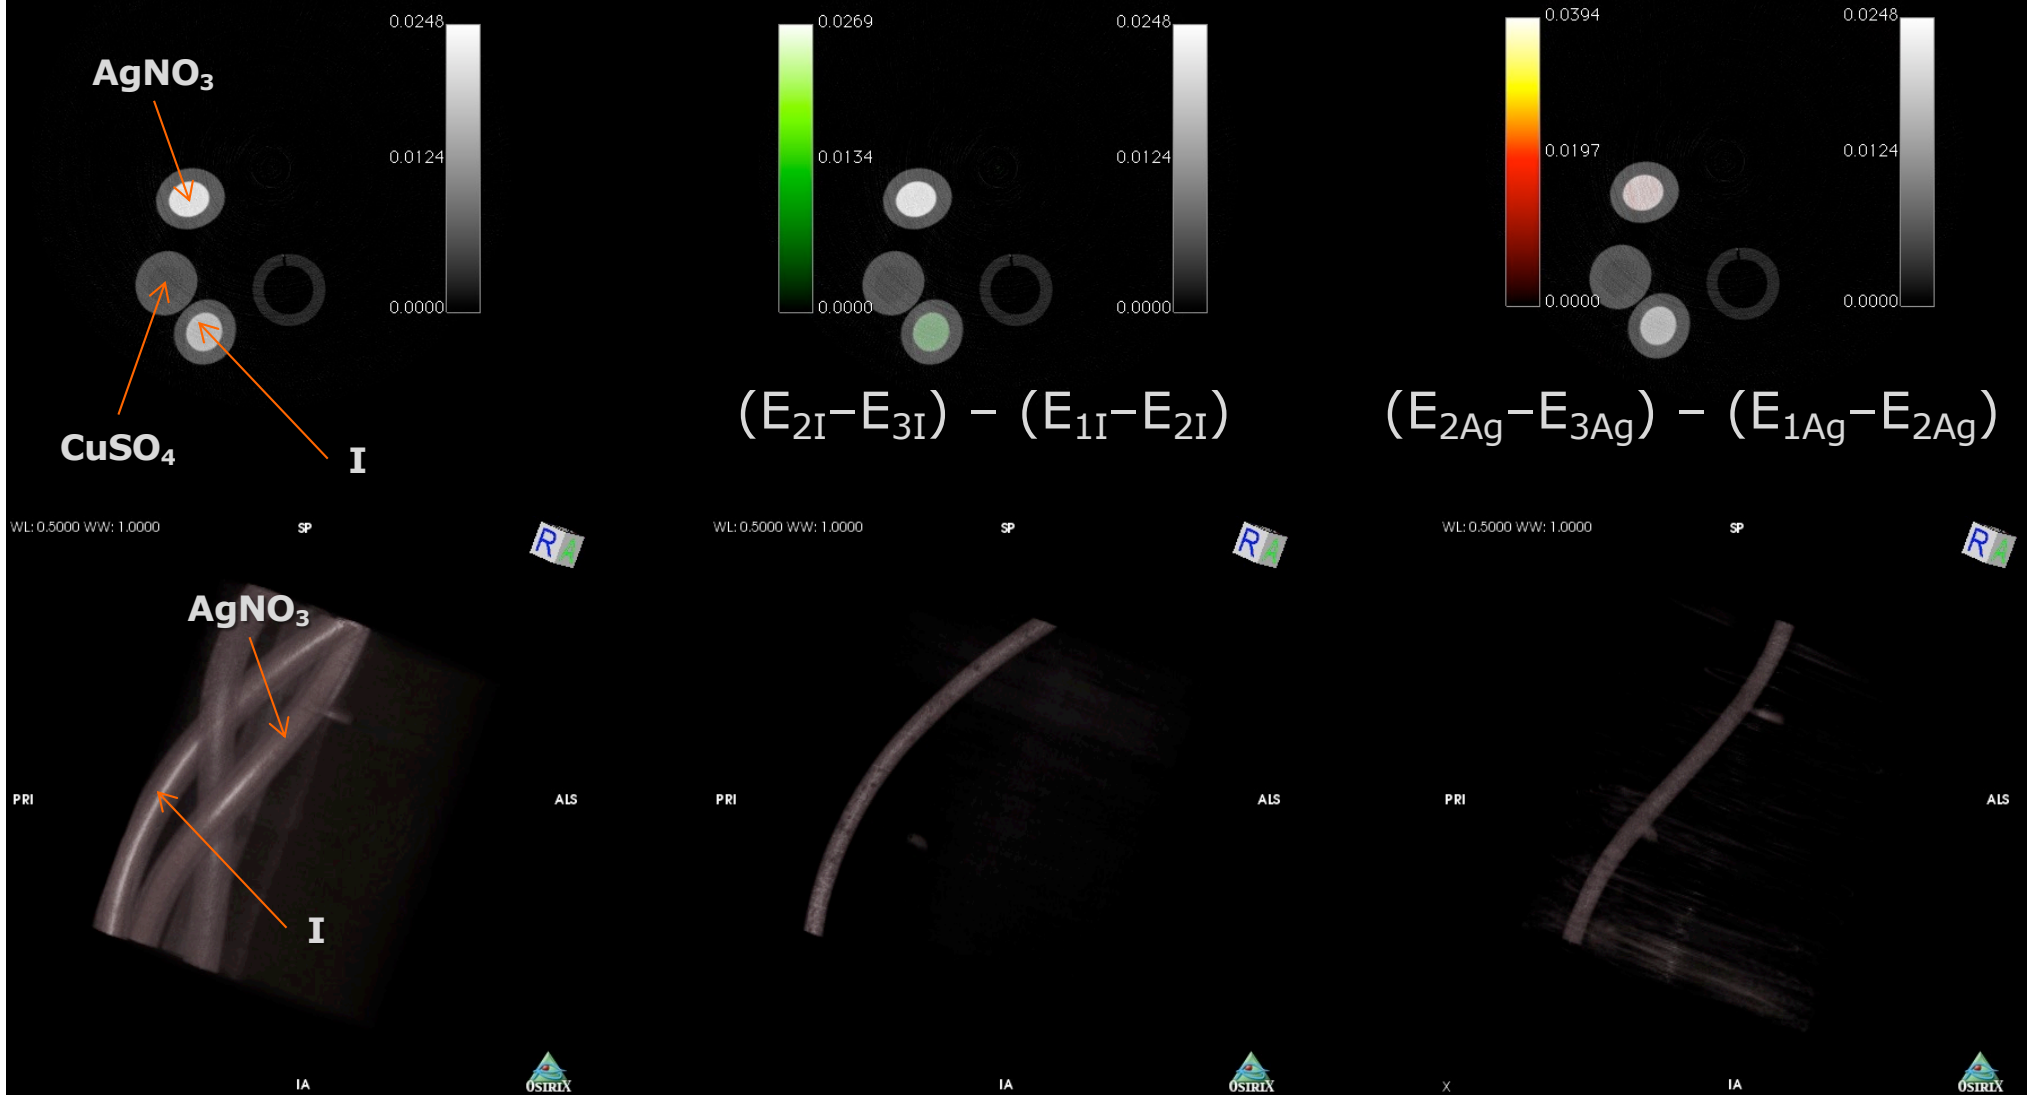 0.0248
0.0124
0.0000
AgNO₃
CuSO₄
I
0.0269
0.0134
0.0000
0.0248
0.0124
0.0000
(E₂I–E₃I) – (E₁I–E₂I)
0.0394
0.0197
0.0000
0.0248
0.0124
0.0000
(E₂Ag–E₃Ag) – (E₁Ag–E₂Ag)
WL: 0.5000 WW: 1.0000
SP
R A
AgNO₃
PRI
ALS
I
IA
OSIRIX
WL: 0.5000 WW: 1.0000
SP
R A
PRI
ALS
IA
OSIRIX
WL: 0.5000 WW: 1.0000
SP
R A
PRI
ALS
X
IA
OSIRIX